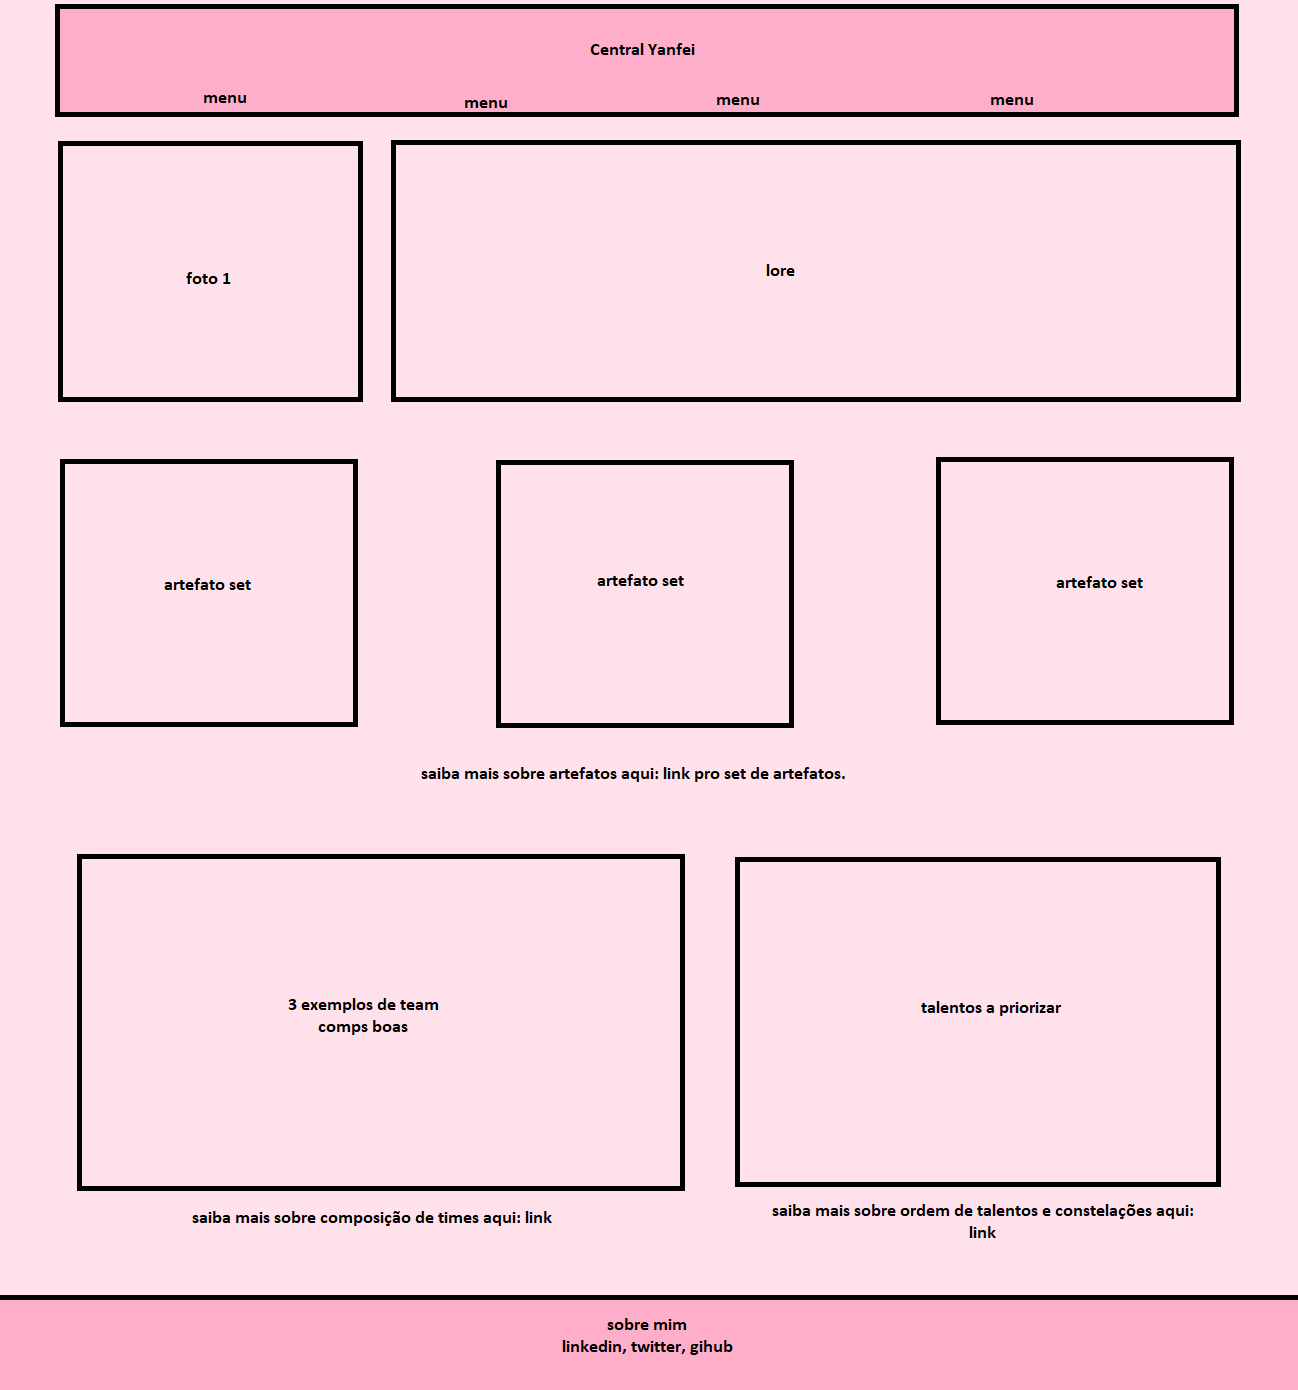 Central Yanfei
menu
menu
menu
menu
foto 1
lore
artefato set
artefato set
artefato set
saiba mais sobre artefatos aqui: link pro set de artefatos.
3 exemplos de team
comps boas
talentos a priorizar
saiba mais sobre composição de times aqui: link
saiba mais sobre ordem de talentos e constelações aqui:
link
sobre mim
linkedin, twitter, gihub